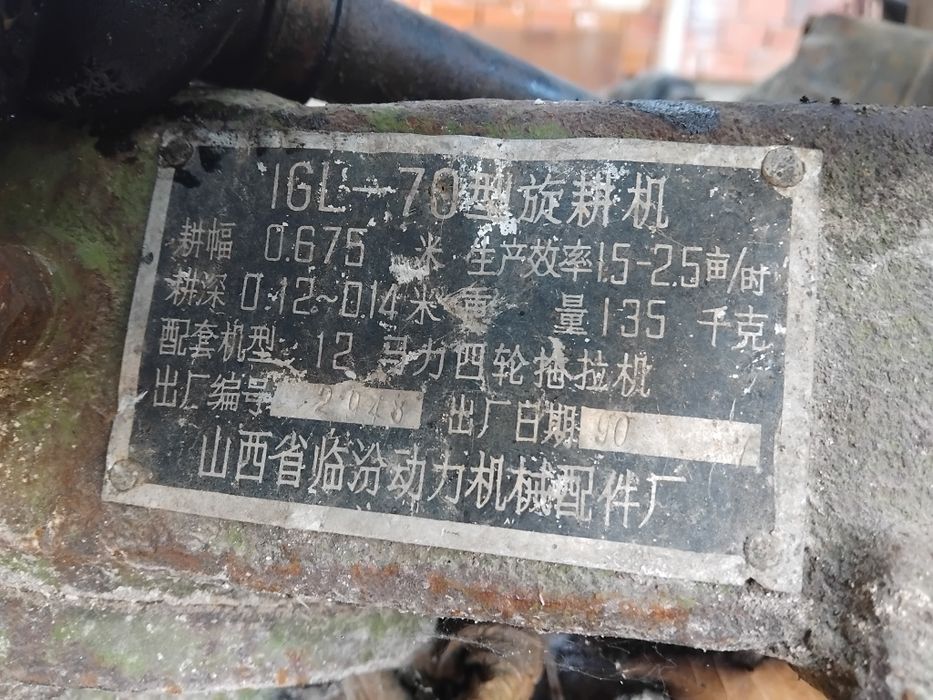 1GL-70型旋耕机
耕幅 0.675 米 生产效率1.5-2.5亩/时
耕深0.12~0.14米 重 量135 千克
配套机型: 12 马力四轮拖拉机
出厂编号 2048 出厂日期 90
山西省临汾动力机械配件厂